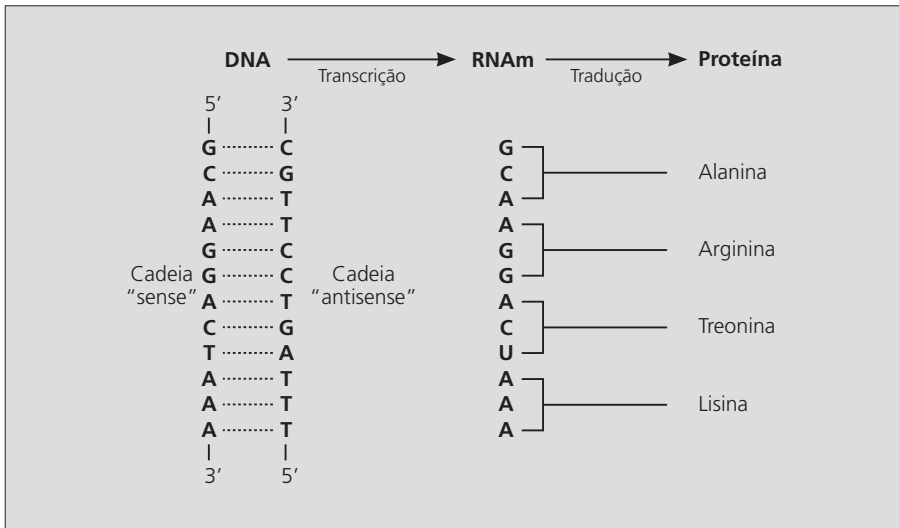 DNA Transcrição RNAm Tradução Proteína
5’ 3’
G C G
C G C Alanina
A T A
A T A
G C G Arginina
Cadeia “sense” G C Cadeia “antisense” G
A T A
C G C Treonina
T A U
A T A
A T A Lisina
A T A
3’ 5’